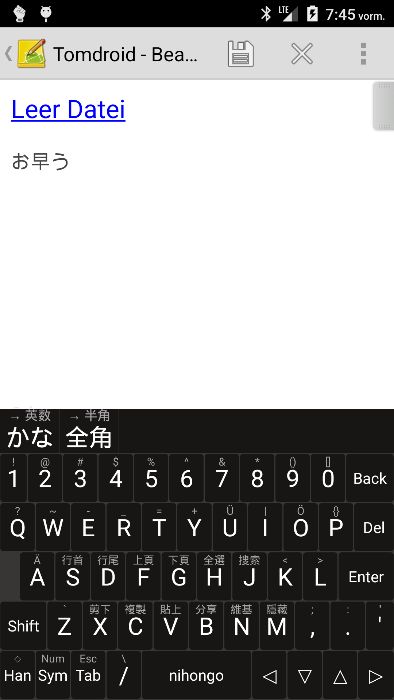 LTE 7:45 vorm.
Tomdroid - Bea…
Leer Datei
お早う
→ 英数 → 半角
かな 全角
! @ # $ % ^ & * () []
1 2 3 4 5 6 7 8 9 0 Back
? ~ - _ = + Ü | Ö {}
Q W E R T Y U I O P Del
Ä 行首 行尾 上頁 下頁 全選 搜索 < >
A S D F G H J K L Enter
` 剪下 複製 貼上 分享 維基 隱藏 ; : "
Shift Z X C V B N M , . '
Num Esc \
Han Sym Tab / nihongo ◁ ▽ △ ▷